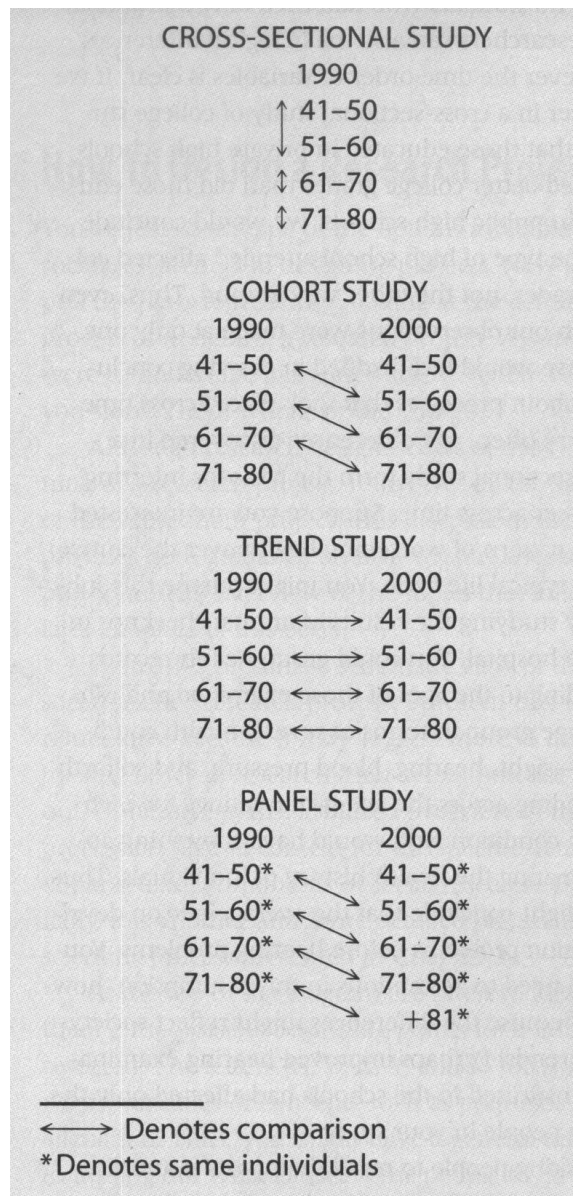 CROSS-SECTIONAL STUDY
1990
41–50
51–60
61–70
71–80
COHORT STUDY
1990 2000
41–50 41–50
51–60 51–60
61–70 61–70
71–80 71–80
TREND STUDY
1990 2000
41–50 ⟷ 41–50
51–60 ⟷ 51–60
61–70 ⟷ 61–70
71–80 ⟷ 71–80
PANEL STUDY
1990 2000
41–50* 41–50*
51–60* 51–60*
61–70* 61–70*
71–80* 71–80*
+81*
⟷ Denotes comparison
*Denotes same individuals